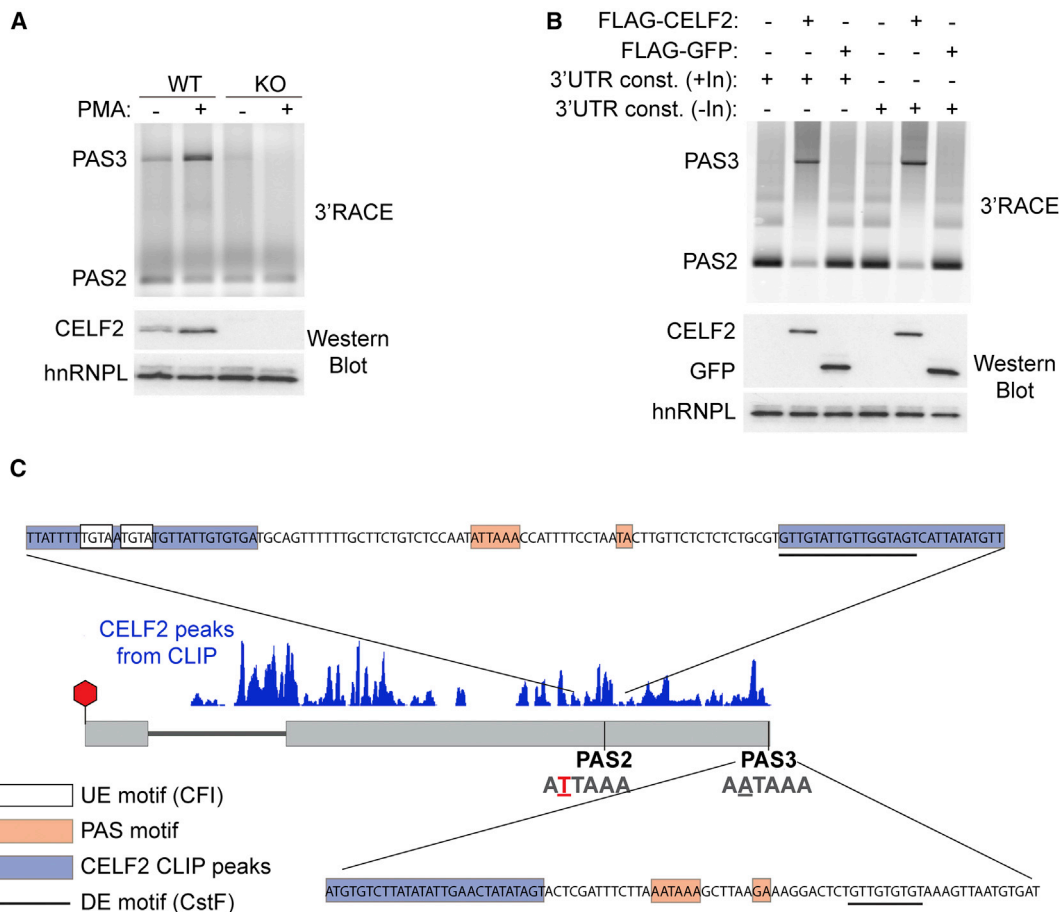 A
WT KO
PMA: - + - +
PAS3
3'RACE
PAS2
CELF2
Western
Blot
hnRNPL
B
FLAG-CELF2: - + - - + -
FLAG-GFP: - - + - - +
3'UTR const. (+In): + + + - - -
3'UTR const. (-In): - - - + + +
PAS3
3'RACE
PAS2
CELF2
GFP
Western
Blot
hnRNPL
C
TTATTTTTGTAATGTATGTTATTGTGTGATGCAGTTTTTTGCTTCTGTCTCCAATATTAAACCATTTTCCTAATACTTGTTCTCTCTCTGCGTGTTGTATTGTTGGTAGTCATTATATGTT
CELF2 peaks
from CLIP
PAS2 PAS3
ATTAAA AATAAA
UE motif (CFI)
PAS motif
CELF2 CLIP peaks
DE motif (CstF)
ATGTGTCTTATATATTGAACTATATAGTACTCGATTTCTTAAATAAAGCTTAAGAAAGGACTCTGTTGTGTGTAAAGTTAATGTGAT